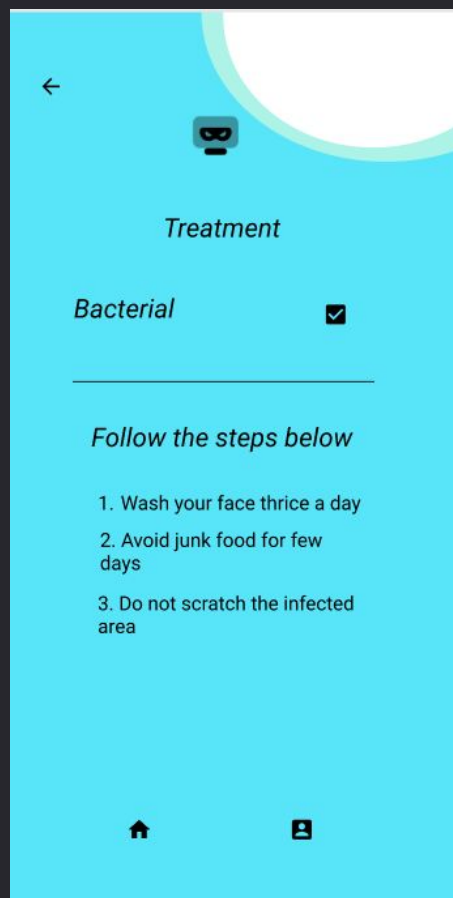 Treatment
Bacterial
Follow the steps below
1. Wash your face thrice a day
2. Avoid junk food for few
days
3. Do not scratch the infected
area